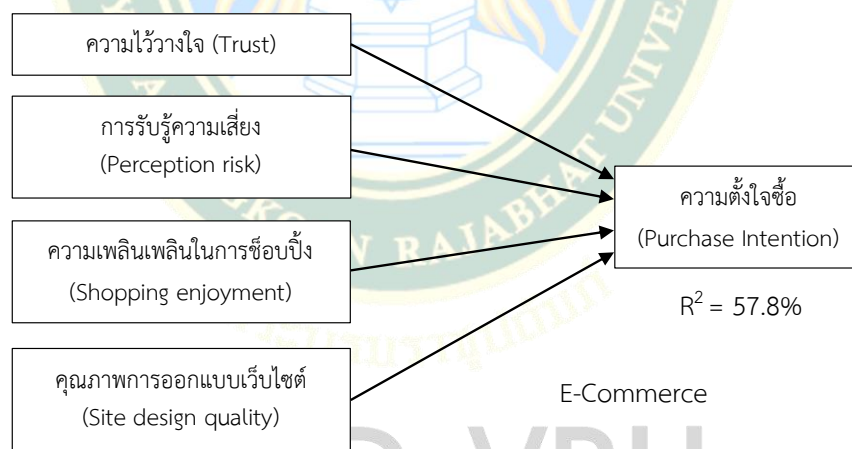 ความไว้วางใจ (Trust)
การรับรู้ความเสี่ยง
(Perception risk)
ความเพลินเพลินในการช็อบปิ้ง
(Shopping enjoyment)
คุณภาพการออกแบบเว็บไซต์
(Site design quality)
ความตั้งใจซื้อ
(Purchase Intention)
R² = 57.8%
E-Commerce
RAJABHAT UNIVE